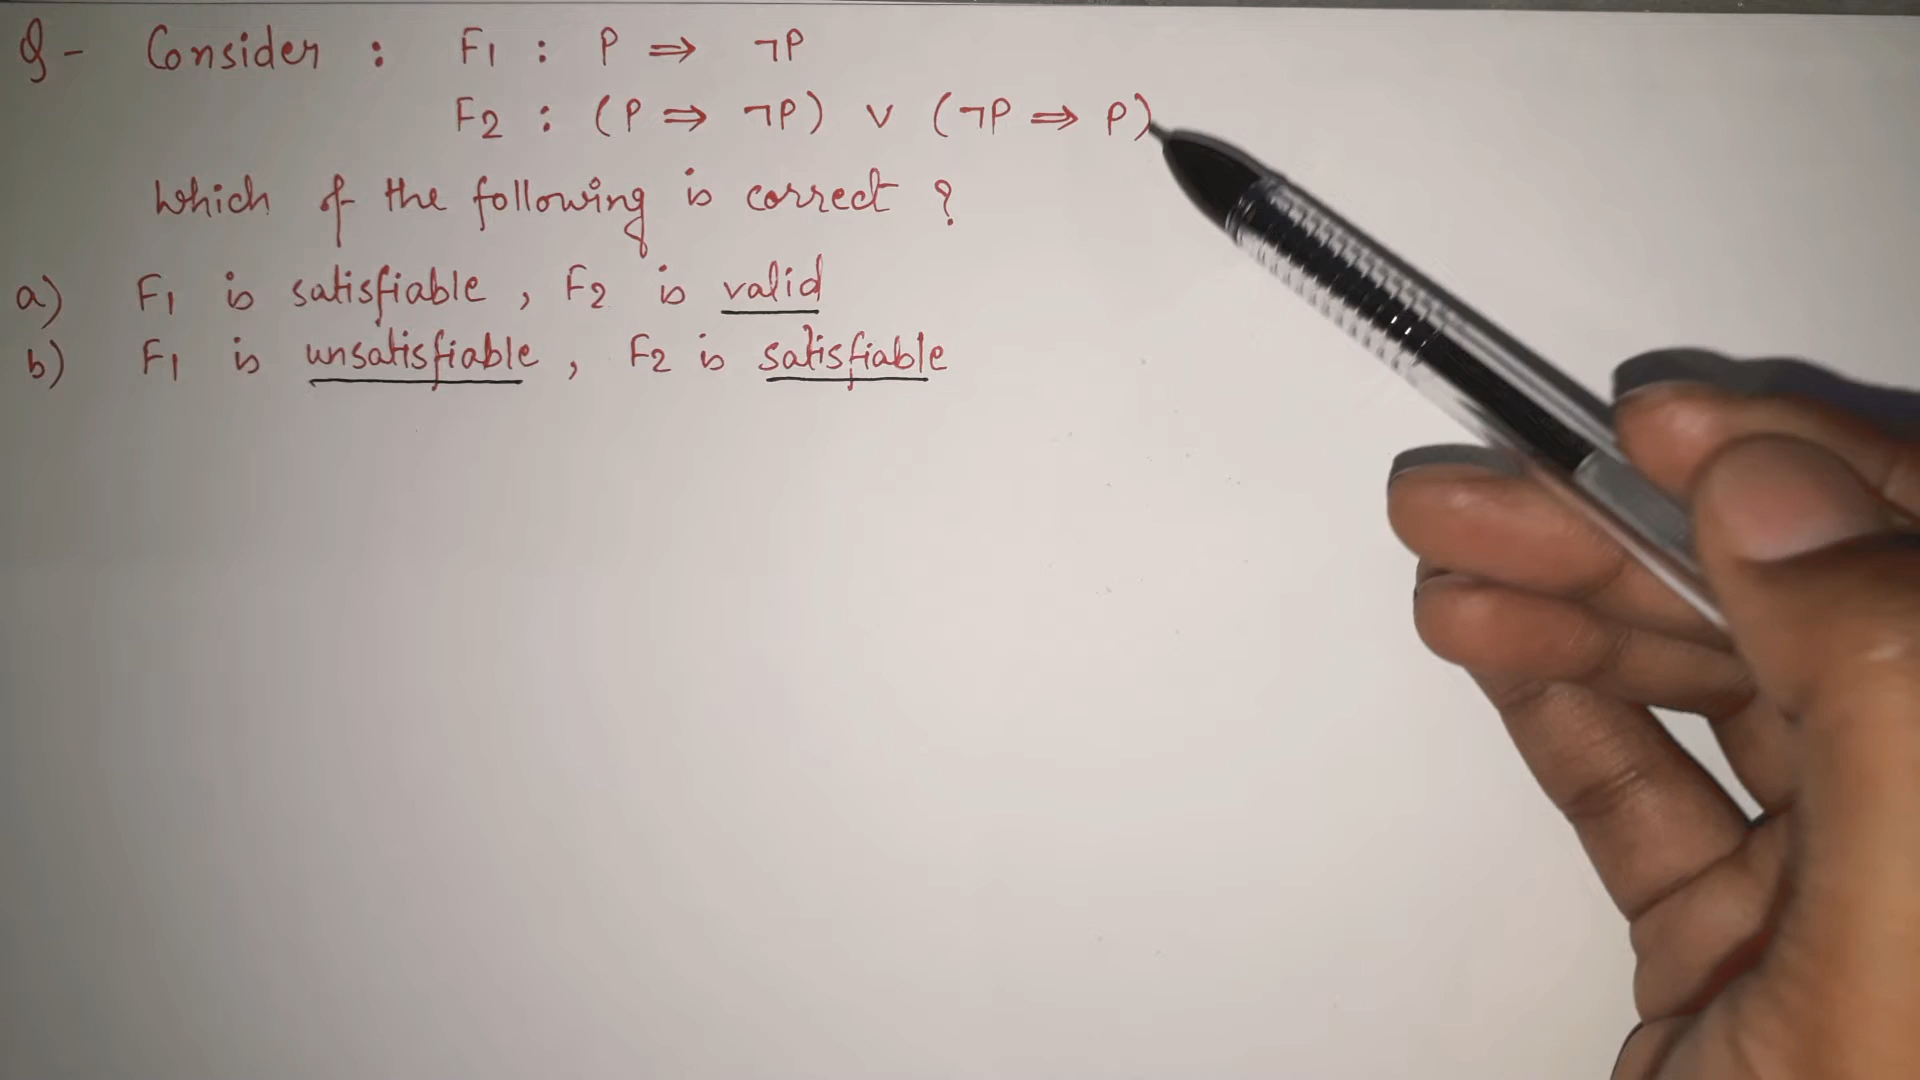 Q- Consider : F1 : P ⇒ ¬P
F2 : (P ⇒ ¬P) ∨ (¬P ⇒ P)
Which of the following is correct ?
a) F1 is satisfiable , F2 is valid
b) F1 is unsatisfiable , F2 is satisfiable